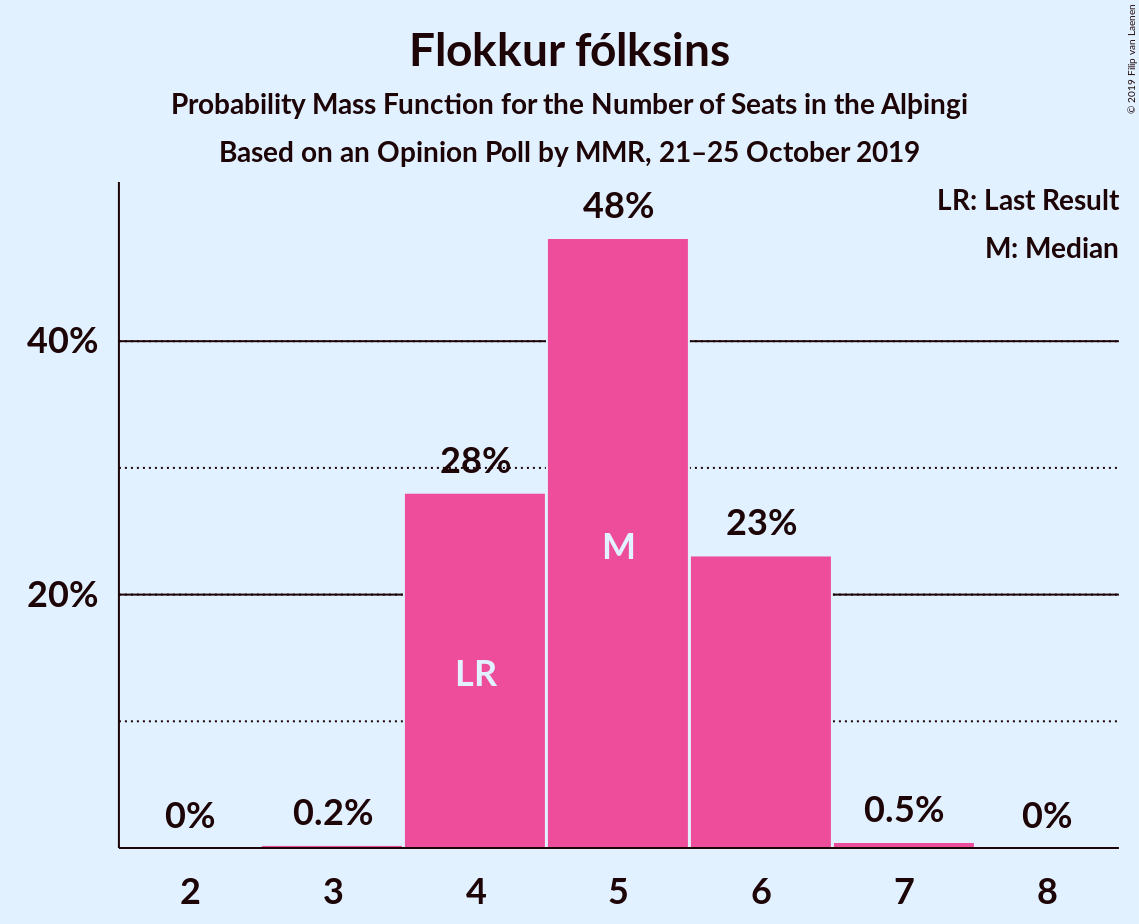 Flokkur fólksins
Probability Mass Function for the Number of Seats in the Alþingi
Based on an Opinion Poll by MMR, 21–25 October 2019
© 2019 Filip van Laenen
LR: Last Result
M: Median
48%
40%
28%
23%
M
20%
LR
0%
0.2%
0.5%
0%
2
3
4
5
6
7
8